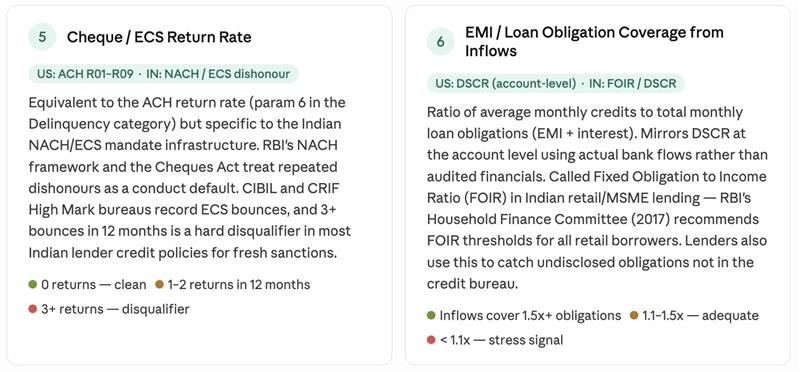 5
Cheque / ECS Return Rate
US: ACH R01–R09 · IN: NACH / ECS dishonour
Equivalent to the ACH return rate (param 6 in the
Delinquency category) but specific to the Indian
NACH/ECS mandate infrastructure. RBI's NACH
framework and the Cheques Act treat repeated
dishonours as a conduct default. CIBIL and CRIF
High Mark bureaus record ECS bounces, and 3+
bounces in 12 months is a hard disqualifier in most
Indian lender credit policies for fresh sanctions.
0 returns — clean 1–2 returns in 12 months
3+ returns — disqualifier
6
EMI / Loan Obligation Coverage from
Inflows
US: DSCR (account-level) · IN: FOIR / DSCR
Ratio of average monthly credits to total monthly
loan obligations (EMI + interest). Mirrors DSCR at
the account level using actual bank flows rather than
audited financials. Called Fixed Obligation to Income
Ratio (FOIR) in Indian retail/MSME lending — RBI's
Household Finance Committee (2017) recommends
FOIR thresholds for all retail borrowers. Lenders also
use this to catch undisclosed obligations not in the
credit bureau.
Inflows cover 1.5x+ obligations 1.1–1.5x — adequate
< 1.1x — stress signal